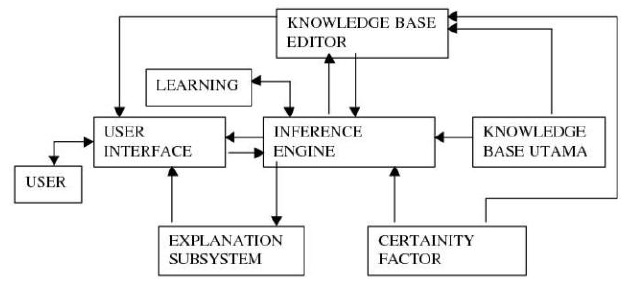 KNOWLEDGE BASE
EDITOR
LEARNING
USER
INTERFACE
INFERENCE
ENGINE
KNOWLEDGE
BASE UTAMA
USER
EXPLANATION
SUBSYSTEM
CERTAINITY
FACTOR